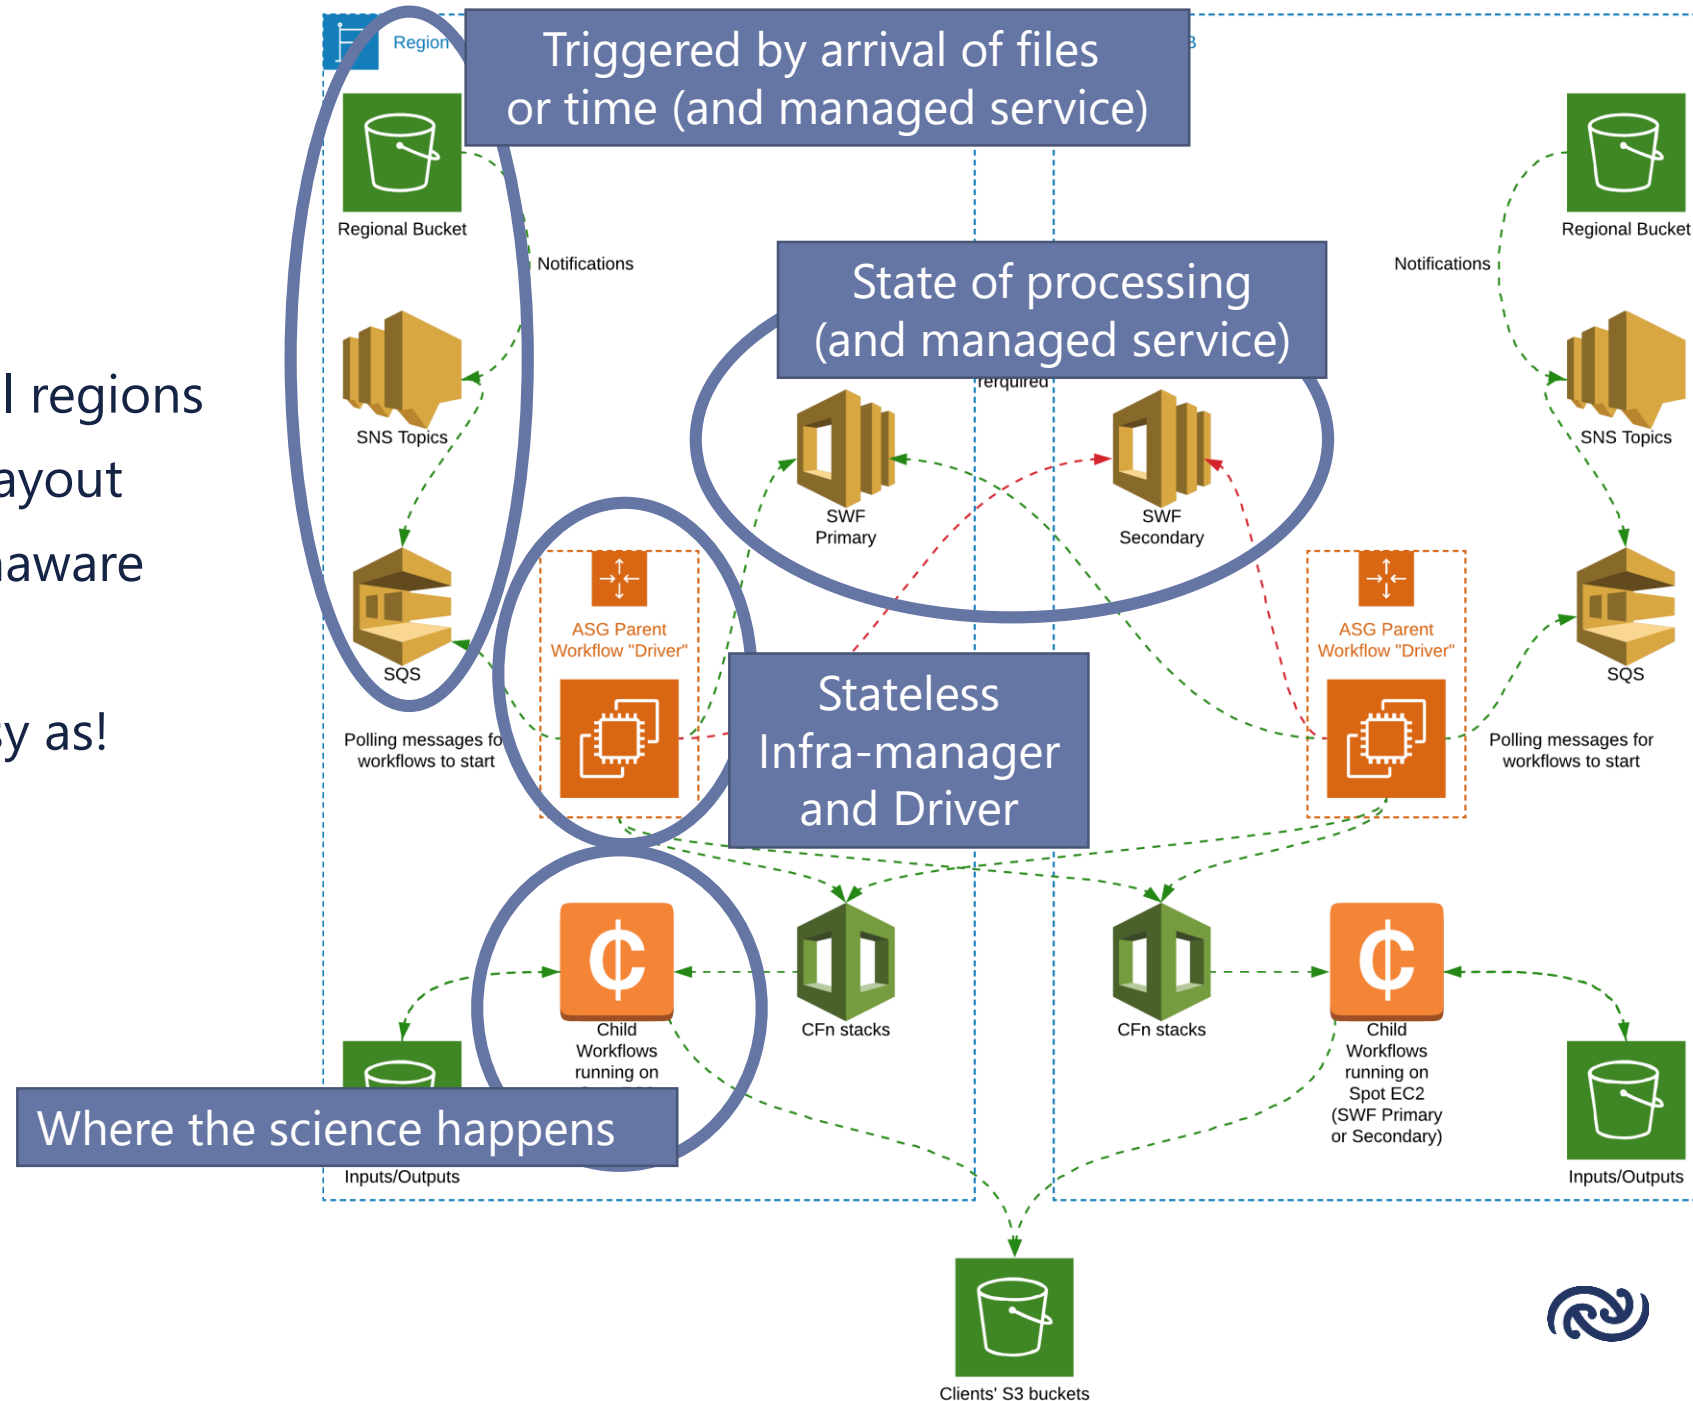 Region
B
Triggered by arrival of files
or time (and managed service)
Regional Bucket
Regional Bucket
Notifications
Notifications
State of processing
(and managed service)
rerquired
l regions
ayout
aware
sy as!
SNS Topics
SNS Topics
SWF
Primary
SWF
Secondary
ASG Parent
Workflow "Driver"
ASG Parent
Workflow "Driver"
SQS
SQS
Stateless
Infra-manager
and Driver
Polling messages fo
workflows to start
Polling messages for
workflows to start
CFn stacks
CFn stacks
Child
Workflows
running on
Child
Workflows
running on
Spot EC2
(SWF Primary
or Secondary)
Where the science happens
Inputs/Outputs
Inputs/Outputs
Clients' S3 buckets